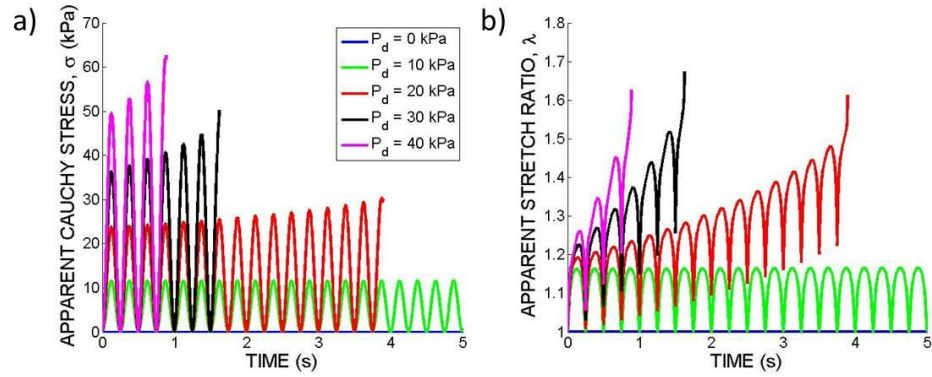 a)
APPARENT CAUCHY STRESS, σ (kPa)
70
60
50
40
30
20
10
0
0 1 2 3 4 5
TIME (s)
P_d = 0 kPa
P_d = 10 kPa
P_d = 20 kPa
P_d = 30 kPa
P_d = 40 kPa
b)
APPARENT STRETCH RATIO, λ
1.8
1.7
1.6
1.5
1.4
1.3
1.2
1.1
1
0 1 2 3 4 5
TIME (s)